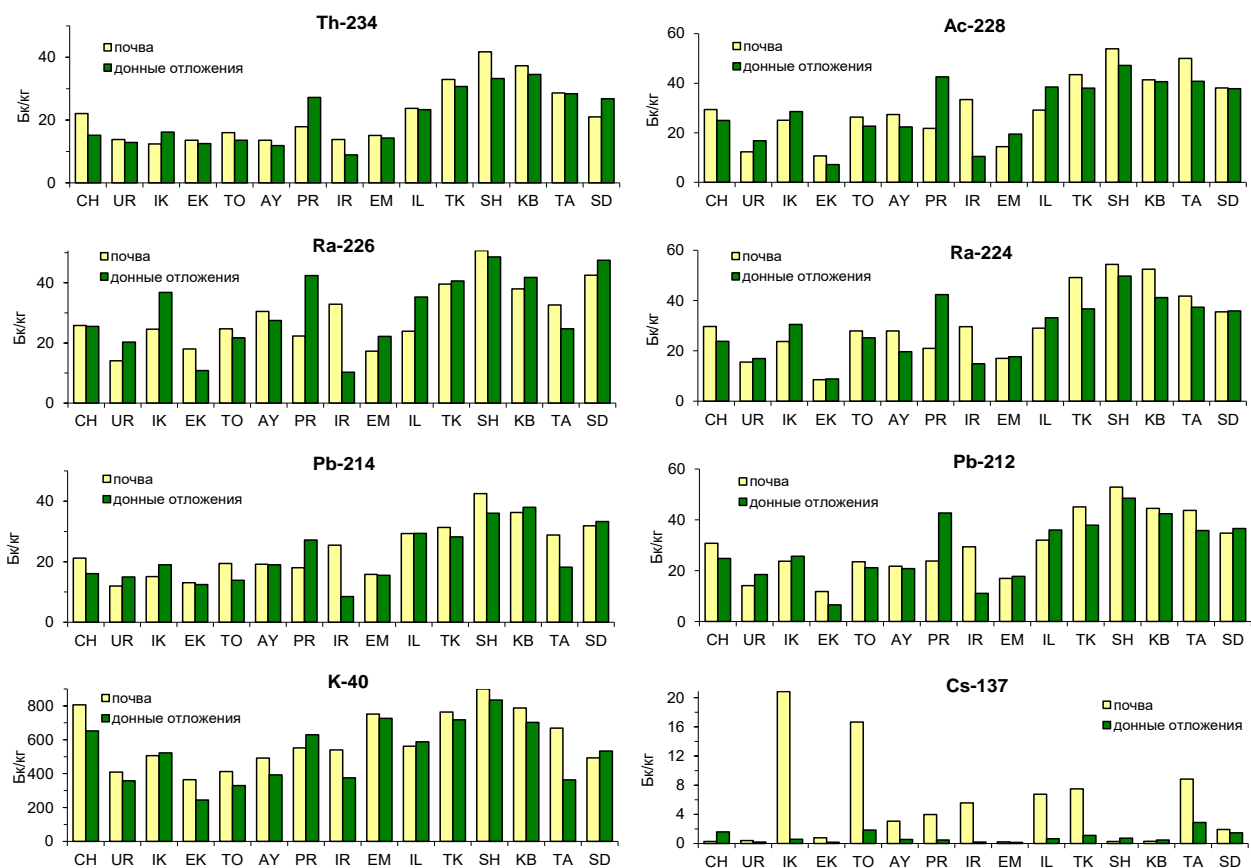 Th-234
почва
донные отложения
Бк/кг
40
20
0
CH UR IK EK TO AY PR IR EM IL TK SH KB TA SD
Ac-228
почва
донные отложения
Бк/кг
60
40
20
0
CH UR IK EK TO AY PR IR EM IL TK SH KB TA SD
Ra-226
почва
донные отложения
Бк/кг
40
20
0
CH UR IK EK TO AY PR IR EM IL TK SH KB TA SD
Ra-224
почва
донные отложения
Бк/кг
60
40
20
0
CH UR IK EK TO AY PR IR EM IL TK SH KB TA SD
Pb-214
почва
донные отложения
Бк/кг
40
20
0
CH UR IK EK TO AY PR IR EM IL TK SH KB TA SD
Pb-212
почва
донные отложения
Бк/кг
60
40
20
0
CH UR IK EK TO AY PR IR EM IL TK SH KB TA SD
K-40
почва
донные отложения
Бк/кг
800
600
400
200
0
CH UR IK EK TO AY PR IR EM IL TK SH KB TA SD
Cs-137
почва
донные отложения
Бк/кг
20
16
12
8
4
0
CH UR IK EK TO AY PR IR EM IL TK SH KB TA SD